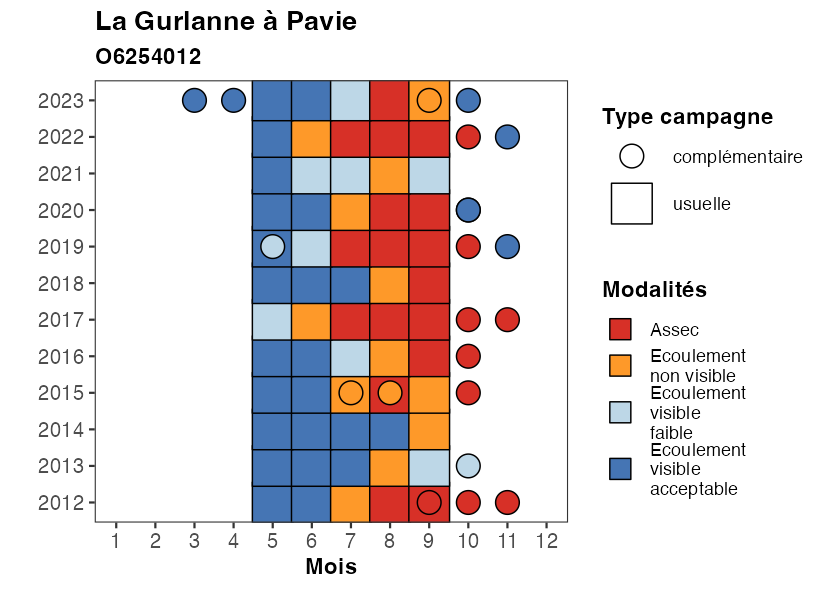 La Gurlanne à Pavie
O6254012
2023
2022
2021
2020
2019
2018
2017
2016
2015
2014
2013
2012
1 2 3 4 5 6 7 8 9 10 11 12
Mois
Type campagne
complémentaire
usuelle
Modalités
Assec
Ecoulement
non visible
Ecoulement
visible
faible
Ecoulement
visible
acceptable